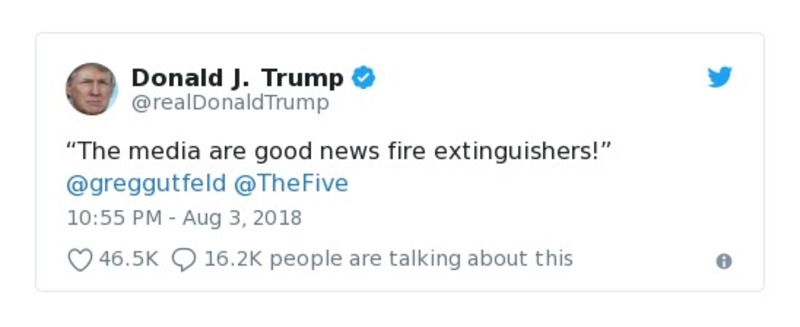 Donald J. Trump
@realDonaldTrump
“The media are good news fire extinguishers!”
@greggutfeld @TheFive
10:55 PM - Aug 3, 2018
46.5K 16.2K people are talking about this